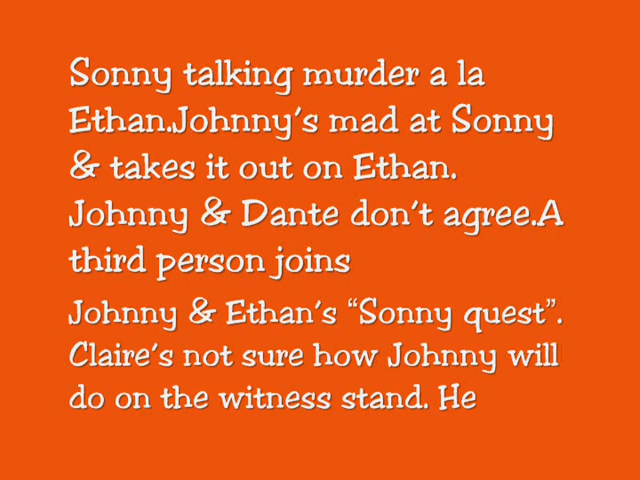 Sonny talking murder a la
Ethan.Johnny's mad at Sonny
& takes it out on Ethan.
Johnny & Dante don't agree.A
third person joins
Johnny & Ethan's “Sonny quest”.
Claire's not sure how Johnny will
do on the witness stand. He